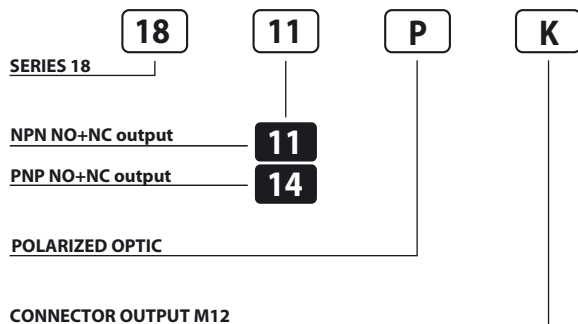 18 11 P K
SERIES 18
NPN NO+NC output 11
PNP NO+NC output 14
POLARIZED OPTIC
CONNECTOR OUTPUT M12